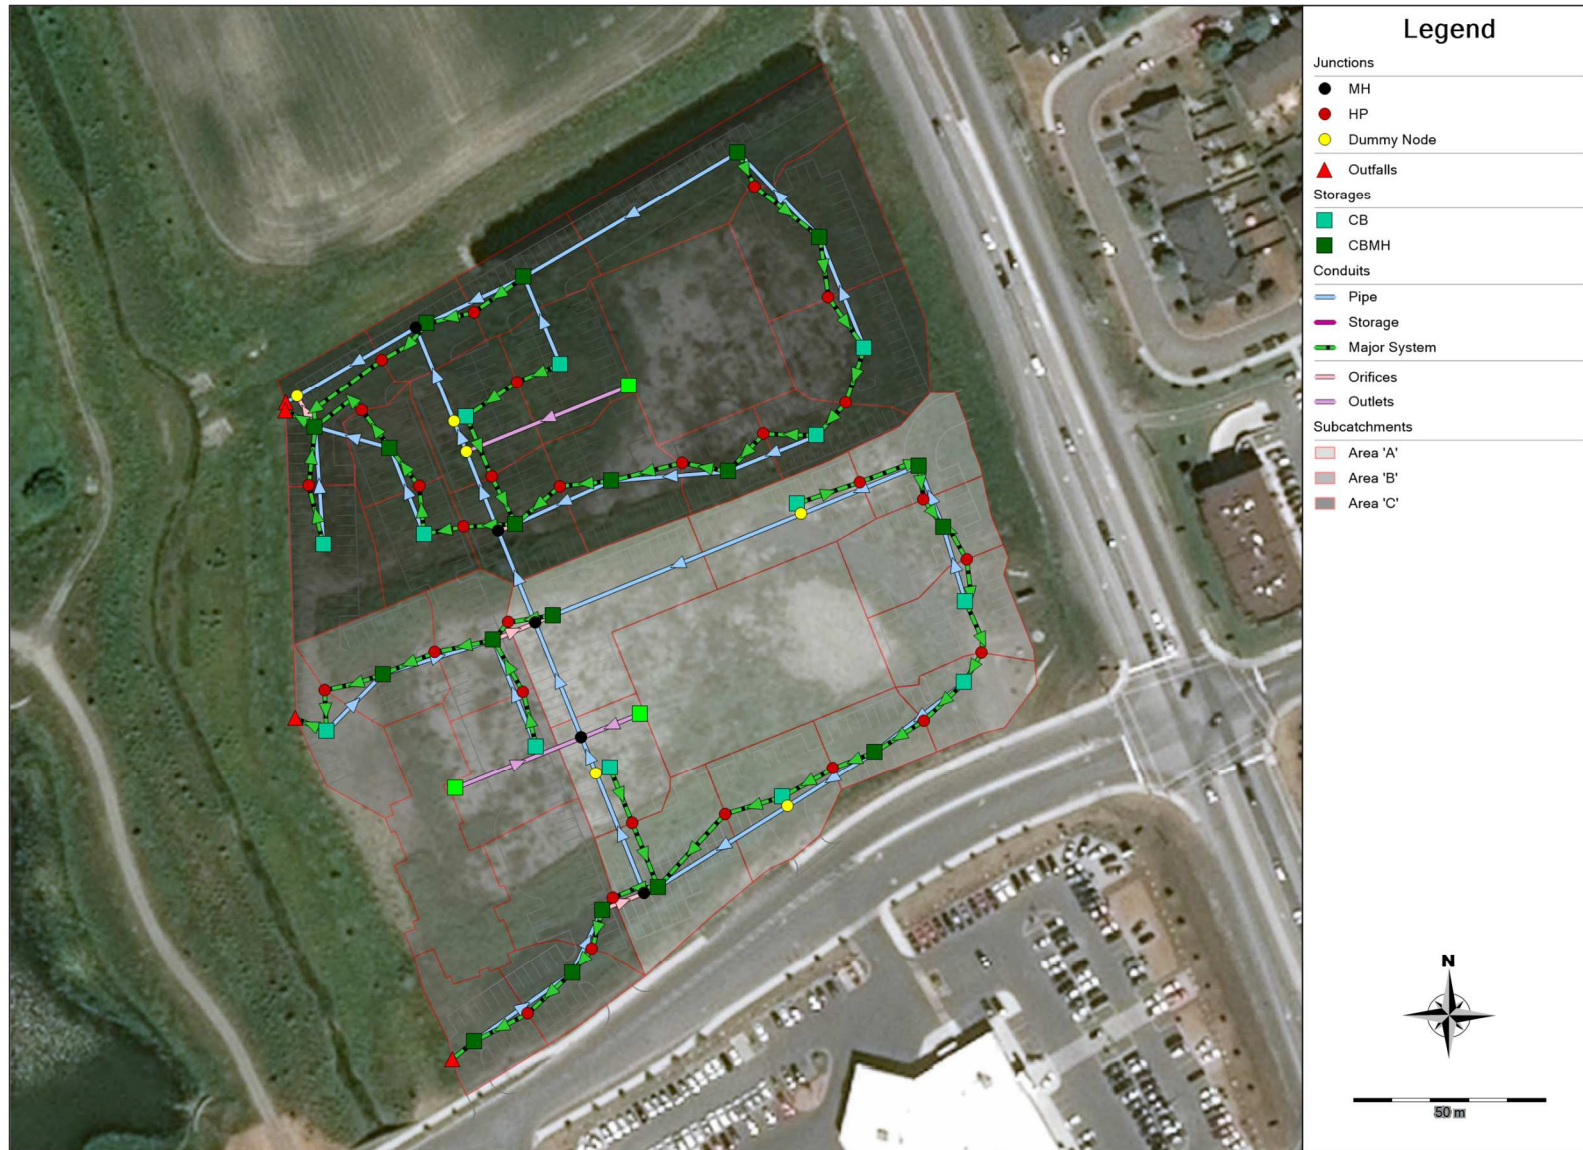 Legend
Junctions
MH
HP
Dummy Node
Outfalls
Storages
CB
CBMH
Conduits
Pipe
Storage
Major System
Orifices
Outlets
Subcatchments
Area 'A'
Area 'B'
Area 'C'
N
50 m